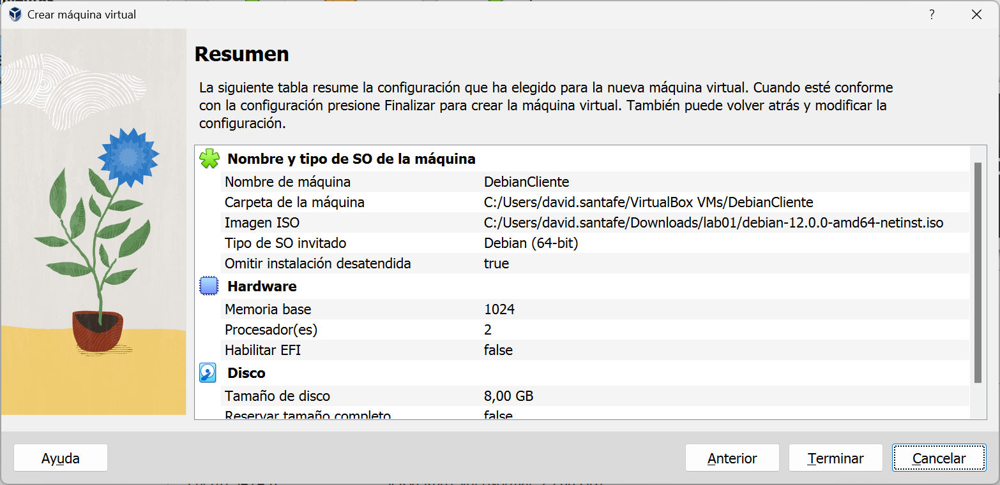 Crear máquina virtual
?
Resumen
La siguiente tabla resume la configuración que ha elegido para la nueva máquina virtual. Cuando esté conforme
con la configuración presione Finalizar para crear la máquina virtual. También puede volver atrás y modificar la
configuración.
Nombre y tipo de SO de la máquina
Nombre de máquina DebianCliente
Carpeta de la máquina C:/Users/david.santafe/VirtualBox VMs/DebianCliente
Imagen ISO C:/Users/david.santafe/Downloads/lab01/debian-12.0.0-amd64-netinst.iso
Tipo de SO invitado Debian (64-bit)
Omitir instalación desatendida true
Hardware
Memoria base 1024
Procesador(es) 2
Habilitar EFI false
Disco
Tamaño de disco 8,00 GB
Reservar tamaño completo false
Ayuda Anterior Terminar Cancelar